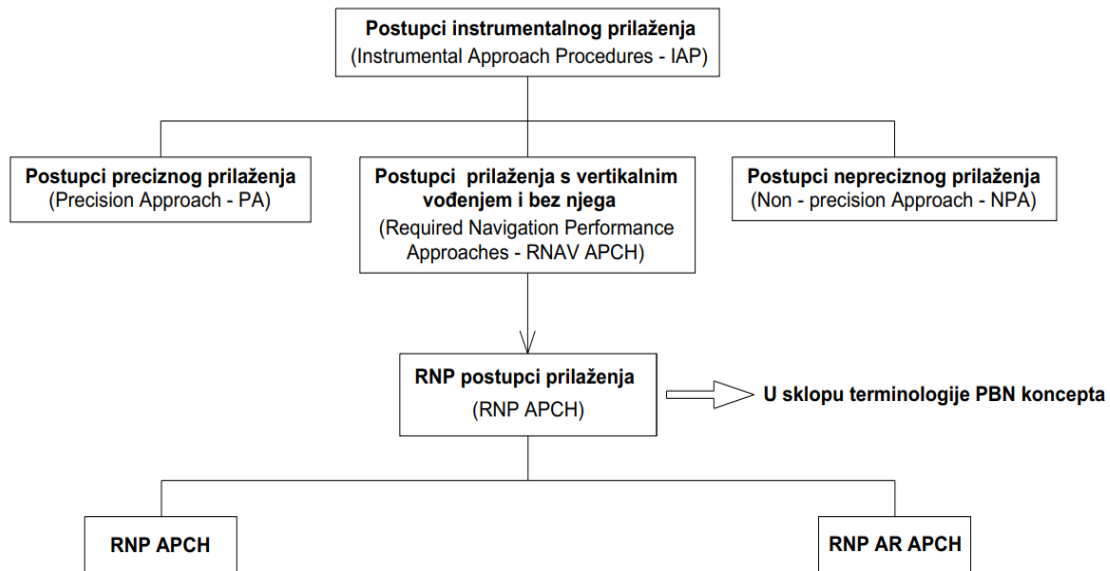 Postupci instrumentalnog prilaženja
(Instrumental Approach Procedures - IAP)
Postupci preciznog prilaženja
(Precision Approach - PA)
Postupci prilaženja s vertikalnim
vođenjem i bez njega
(Required Navigation Performance
Approaches - RNAV APCH)
Postupci nepreciznog prilaženja
(Non - precision Approach - NPA)
RNP postupci prilaženja
(RNP APCH)
U sklopu terminologije PBN koncepta
RNP APCH
RNP AR APCH